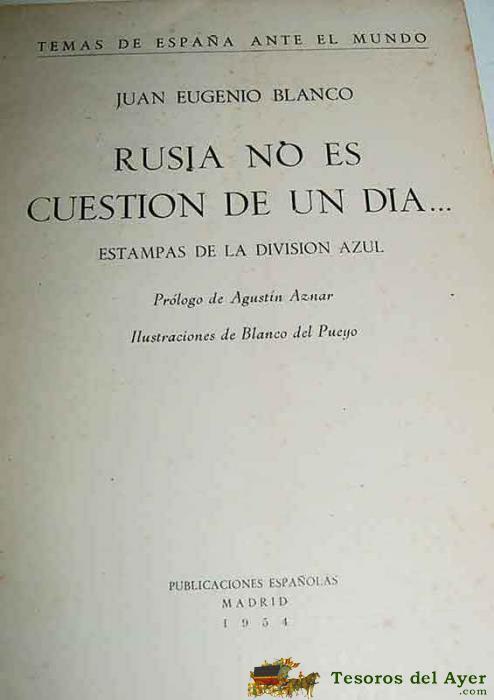 TEMAS DE ESPAÑA ANTE EL MUNDO
JUAN EUGENIO BLANCO
RUSIA NO ES
CUESTION DE UN DIA...
ESTAMPAS DE LA DIVISION AZUL
Prólogo de Agustín Aznar
Ilustraciones de Blanco del Pueyo
PUBLICACIONES ESPAÑOLAS
MADRID
1954
Tesoros del Ayer
.com